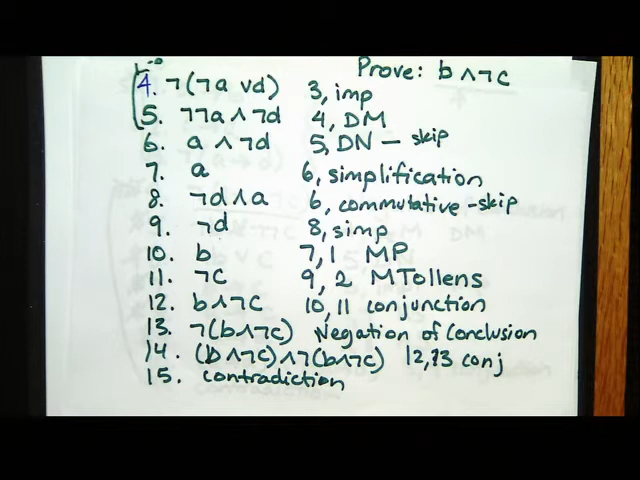 Prove: b ∧ ¬c
4. ¬(¬a ∨ d) 3, imp
5. ¬¬a ∧ ¬d 4, DM
6. a ∧ ¬d 5, DN - skip
7. a 6, simplification
8. ¬d ∧ a 6, commutative - skip
9. ¬d 8, simp
10. b 7, 1 MP
11. ¬c 9, 2 MTollens
12. b ∧ ¬c 10, 11 conjunction
13. ¬(b ∧ ¬c) Negation of Conclusion
14. (b ∧ ¬c) ∧ ¬(b ∧ ¬c) 12, 13 conj
15. contradiction